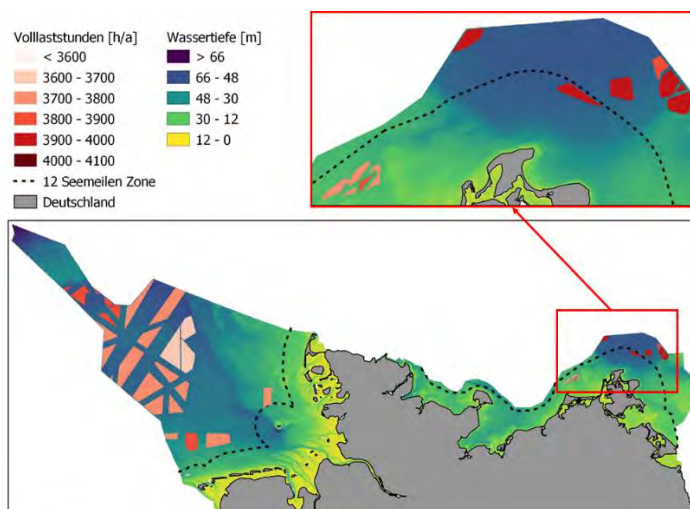 Volllaststunden [h/a]
< 3600
3600 - 3700
3700 - 3800
3800 - 3900
3900 - 4000
4000 - 4100
12 Seemeilen Zone
Deutschland
Wassertiefe [m]
> 66
66 - 48
48 - 30
30 - 12
12 - 0